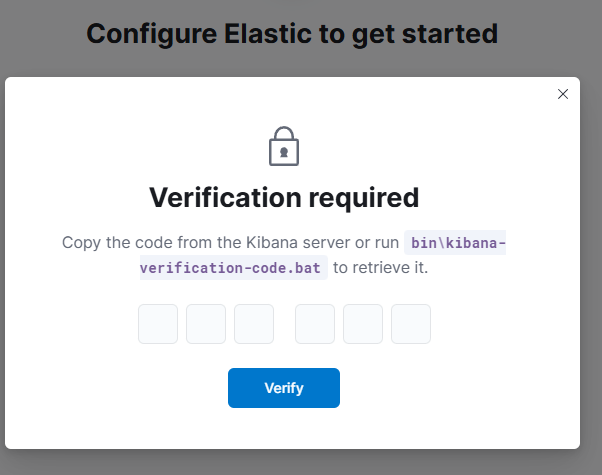 Configure Elastic to get started
Verification required
Copy the code from the Kibana server or run bin\kibana-
verification-code.bat to retrieve it.
Verify